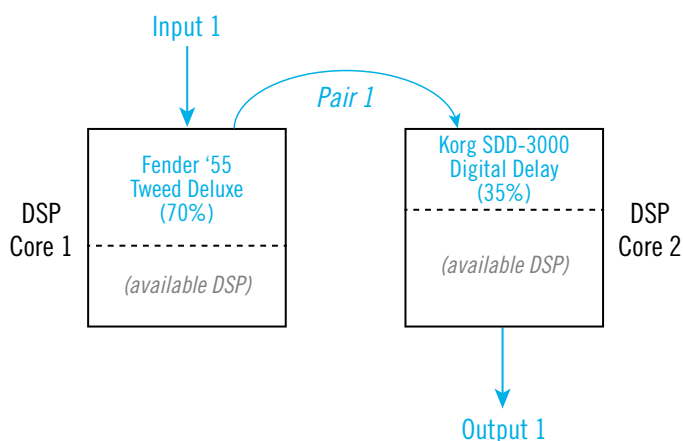 Input 1
Pair 1
Fender ‘55
Tweed Deluxe
(70%)
Korg SDD-3000
Digital Delay
(35%)
DSP
Core 1
(available DSP)
(available DSP)
DSP
Core 2
Output 1